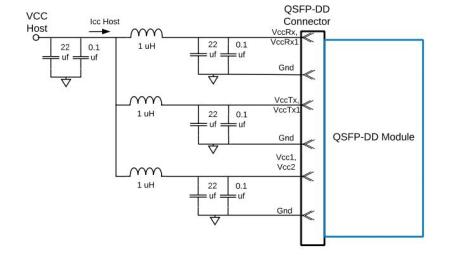 VCC
Host
Icc Host
QSFP-DD
Connector
22
uf
0.1
uf
1 uH
22
uf
0.1
uf
VccRx,
VccRx1
Gnd
1 uH
22
uf
0.1
uf
VccTx,
VccTx1
Gnd
QSFP-DD Module
1 uH
22
uf
0.1
uf
Vcc1,
Vcc2
Gnd